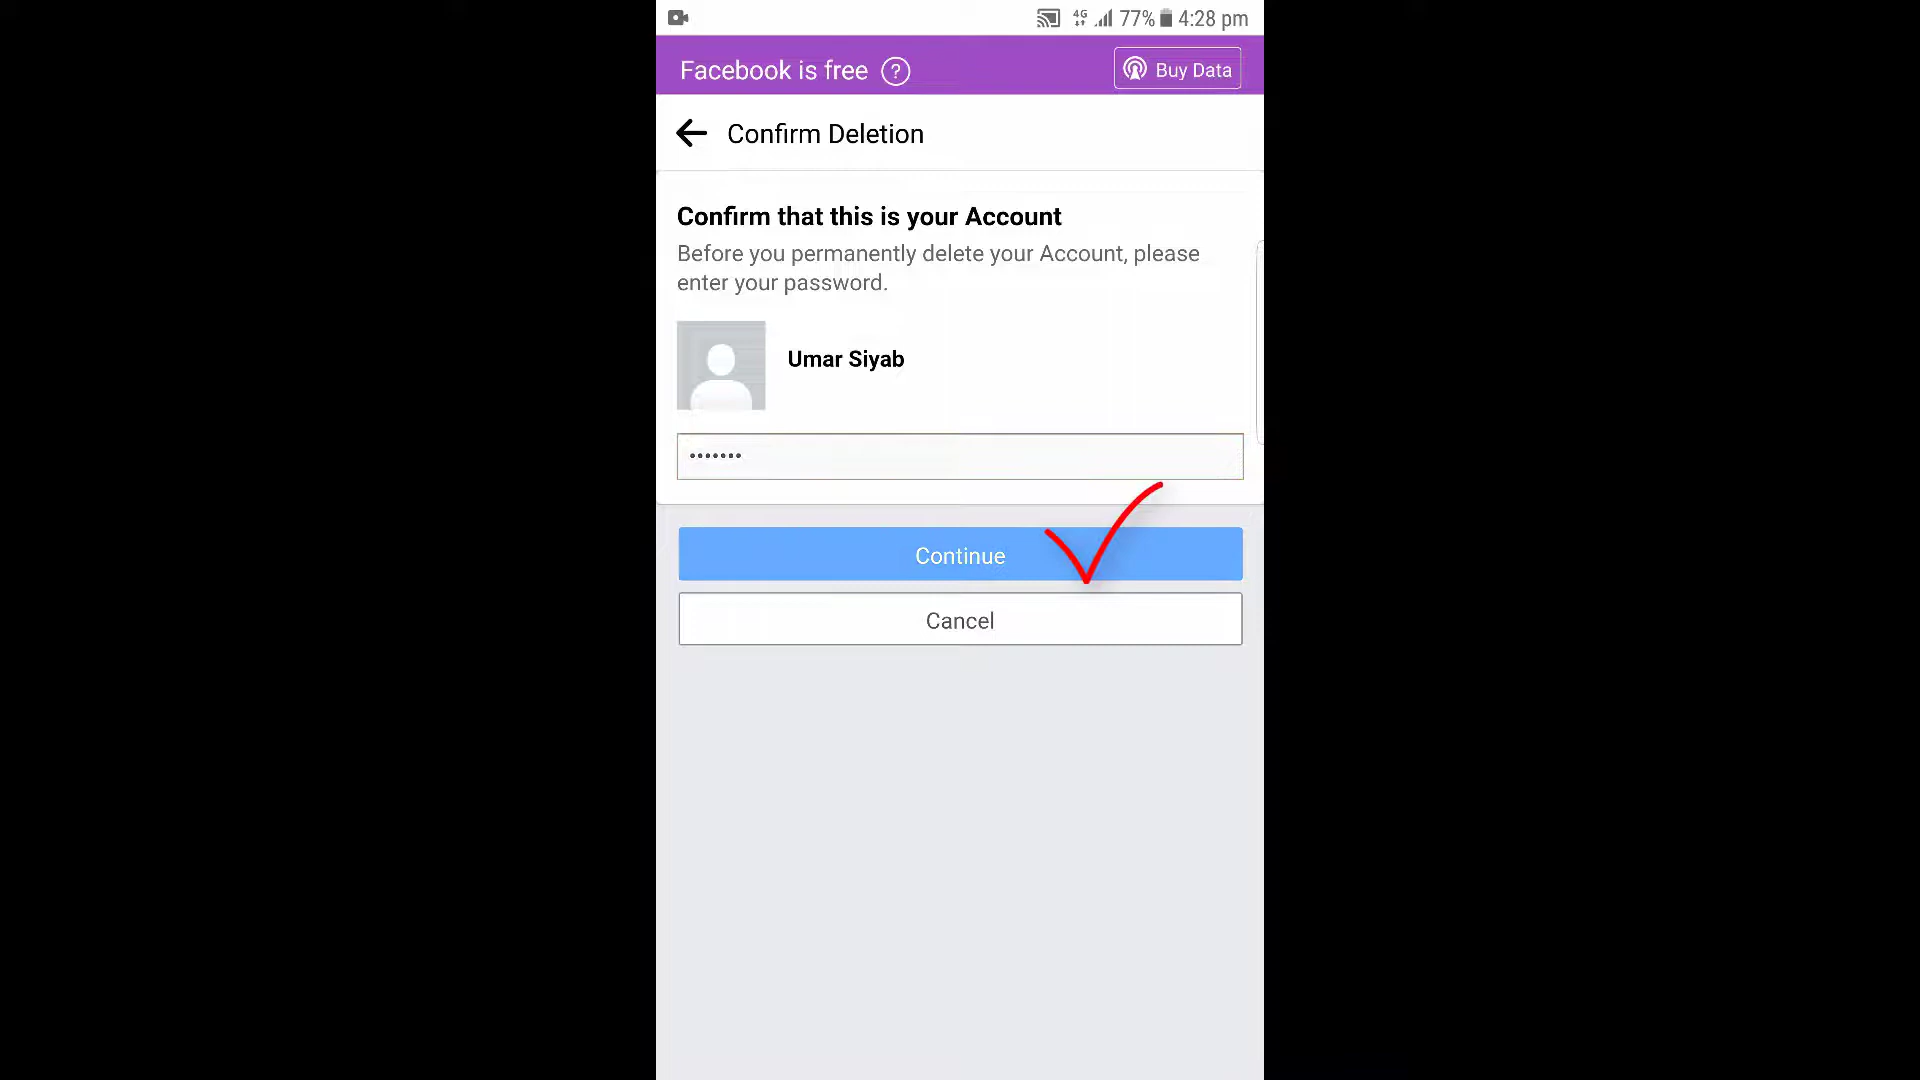 4G 77% 4:28 pm
Facebook is free ? Buy Data
Confirm Deletion
Confirm that this is your Account
Before you permanently delete your Account, please
enter your password.
Umar Siyab
•••••••
Continue
Cancel